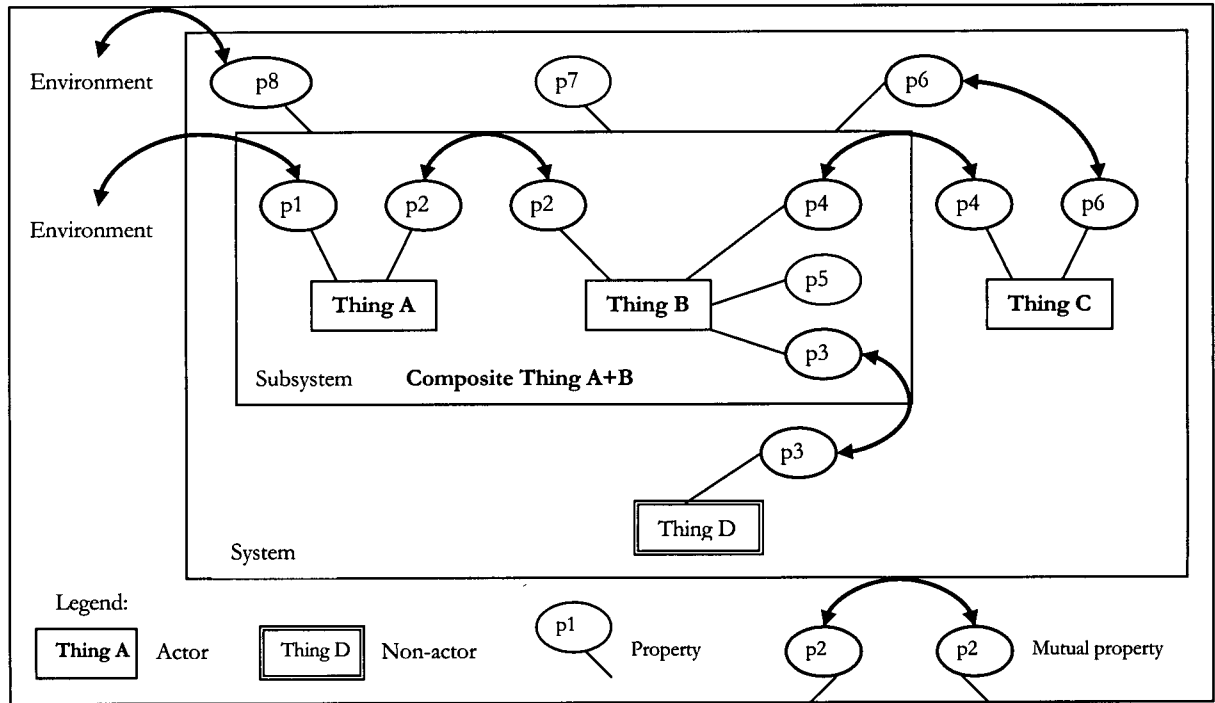 Environment
p8
p7
p6
Environment
p1
p2
p2
p4
p4
p6
Thing A
Thing B
p5
Thing C
p3
Subsystem
Composite Thing A+B
p3
Thing D
System
Legend:
Thing A
Actor
Thing D
Non-actor
p1
Property
p2
p2
Mutual property